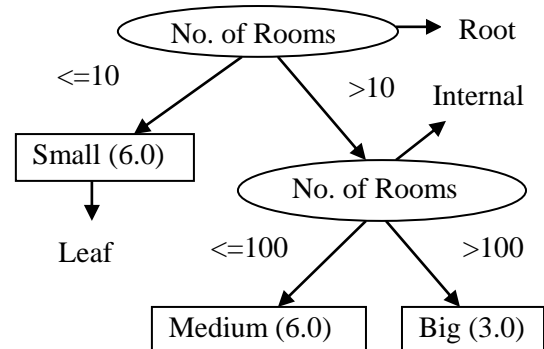 No. of Rooms
Root
<=10
>10
Internal
Small (6.0)
No. of Rooms
Leaf
<=100
>100
Medium (6.0)
Big (3.0)